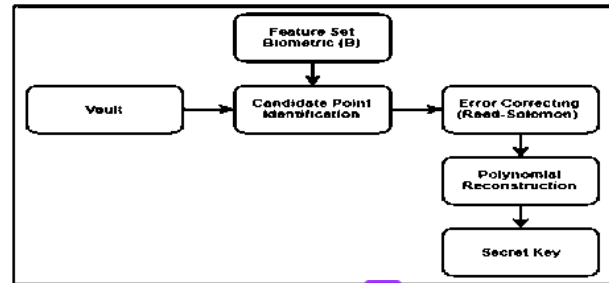 Feature Set
Biometric (B)
Vault
Candidate Point
Identification
Error Correcting
(Reed-Solomon)
Polynomial
Reconstruction
Secret Key